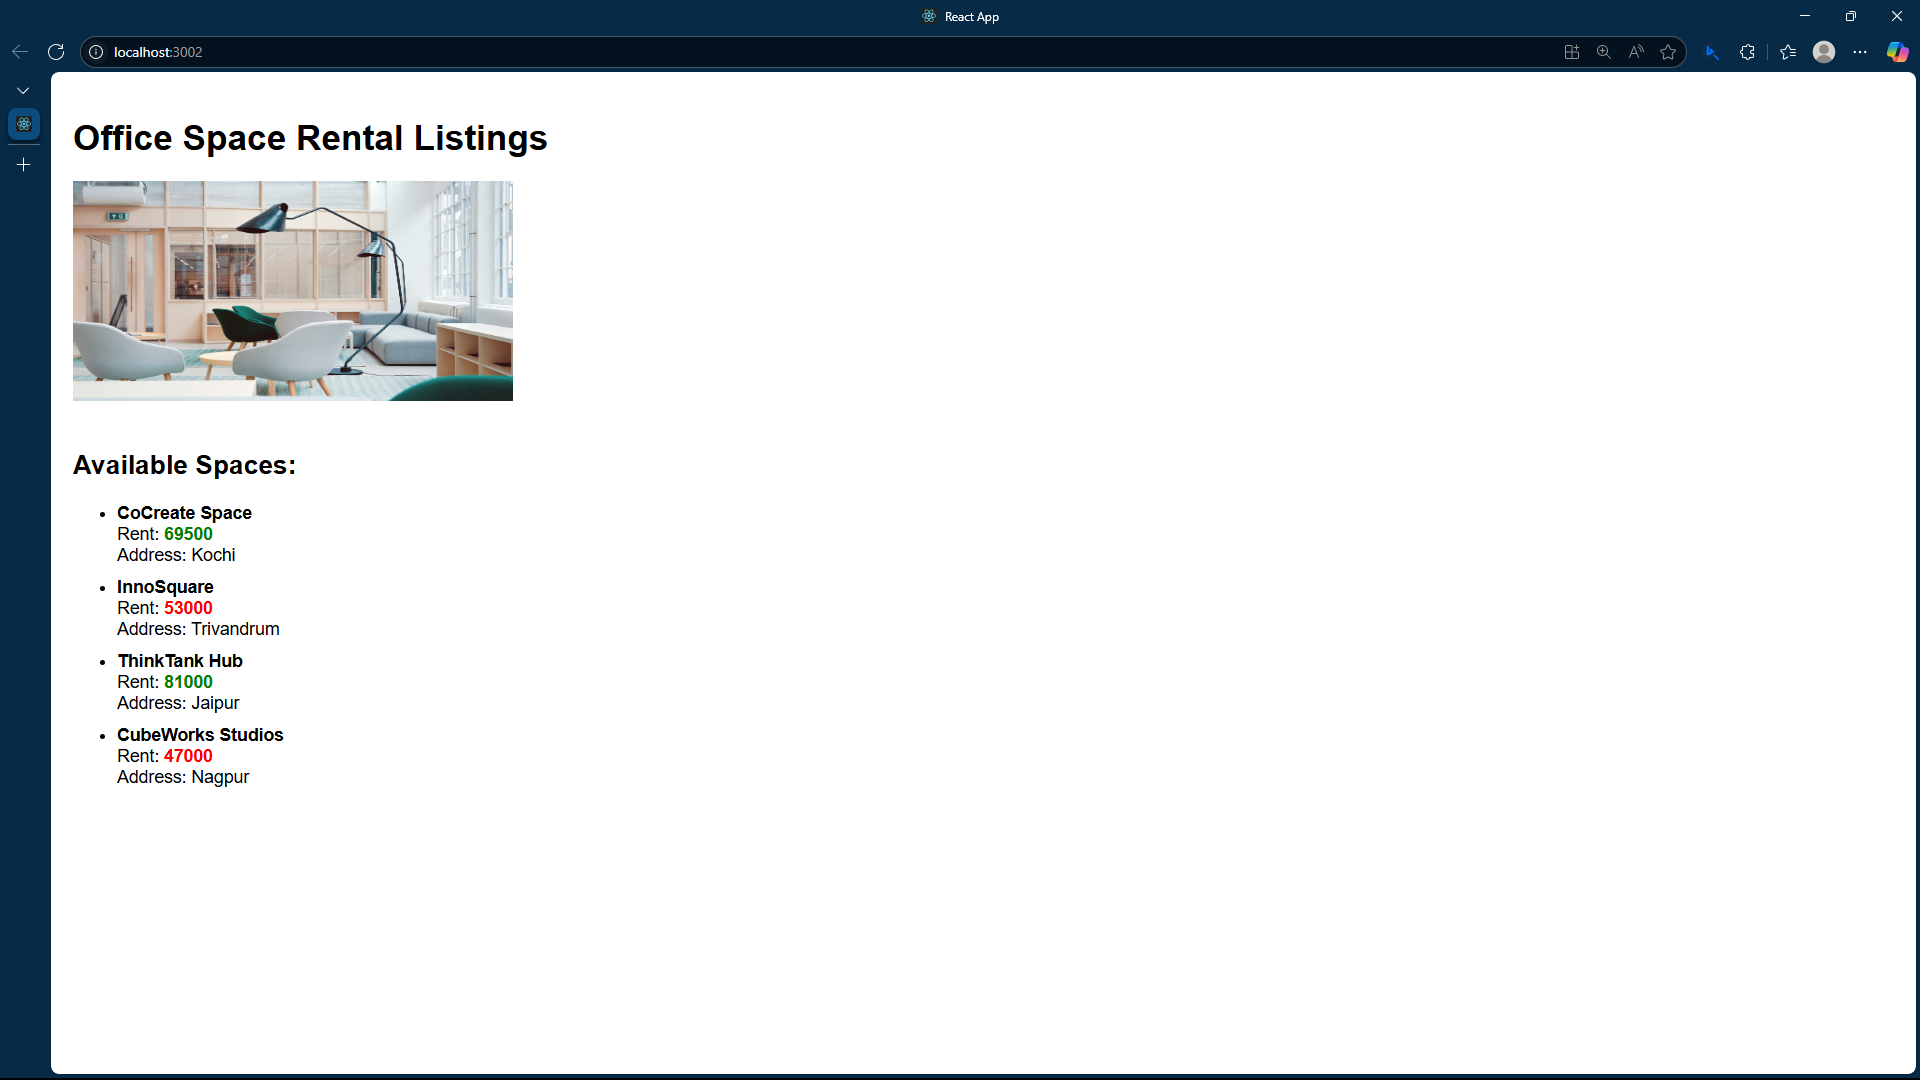 React App
localhost:3002
Office Space Rental Listings
Available Spaces:
CoCreate Space
Rent: 69500
Address: Kochi
InnoSquare
Rent: 53000
Address: Trivandrum
ThinkTank Hub
Rent: 81000
Address: Jaipur
CubeWorks Studios
Rent: 47000
Address: Nagpur